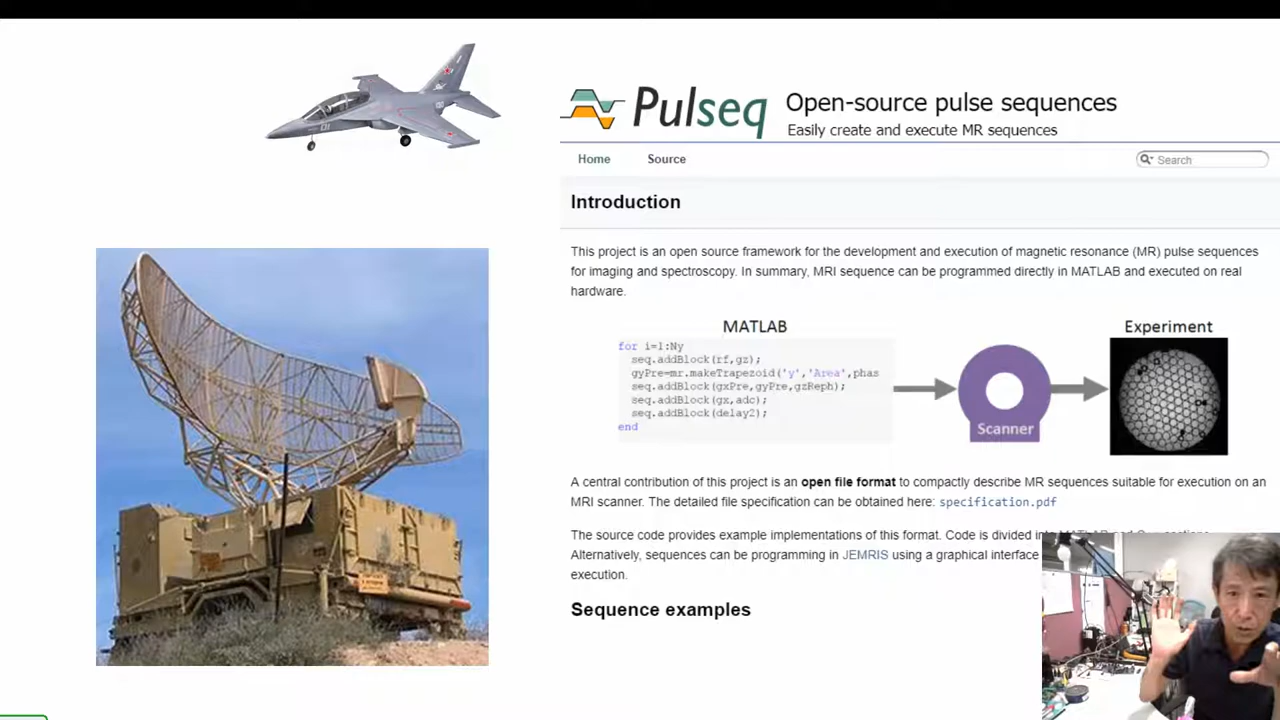 Pulseq
Open-source pulse sequences
Easily create and execute MR sequences
Home Source Search
Introduction
This project is an open source framework for the development and execution of magnetic resonance (MR) pulse sequences
for imaging and spectroscopy. In summary, MRI sequence can be programmed directly in MATLAB and executed on real
hardware.
MATLAB
for i=1:Ny
seq.addBlock(rf,gz);
gyPre=mr.makeTrapezoid('y','Area',phas
seq.addBlock(gxPre,gyPre,gzReph);
seq.addBlock(gx,adc);
seq.addBlock(delay2);
end
Scanner
Experiment
A central contribution of this project is an open file format to compactly describe MR sequences suitable for execution on an
MRI scanner. The detailed file specification can be obtained here: specification.pdf
The source code provides example implementations of this format. Code is divided
Alternatively, sequences can be programming in JEMRIS using a graphical interface
execution.
Sequence examples